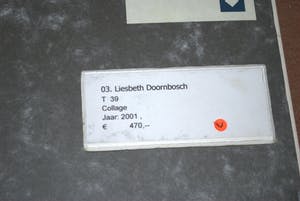 03. Liesbeth Doornbosch
T 39
Collage
Jaar: 2001 ,
€ 470,--